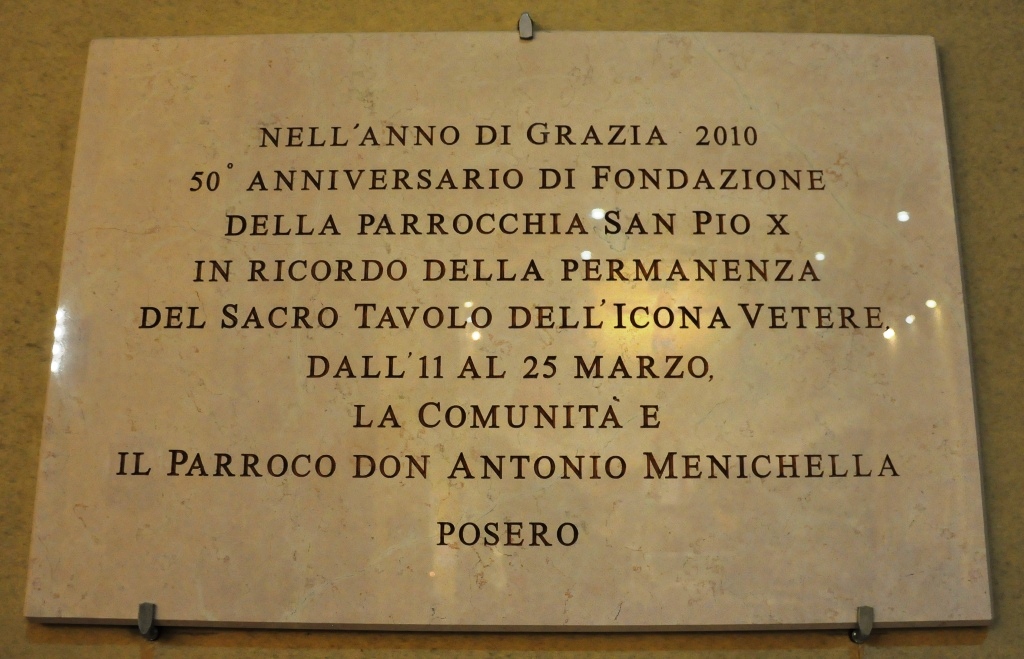 NELL'ANNO DI GRAZIA 2010
50° ANNIVERSARIO DI FONDAZIONE
DELLA PARROCCHIA SAN PIO X
IN RICORDO DELLA PERMANENZA
DEL SACRO TAVOLO DELL'ICONA VETERE,
DALL'11 AL 25 MARZO,
LA COMUNITÀ E
IL PARROCO DON ANTONIO MENICHELLA
POSERO